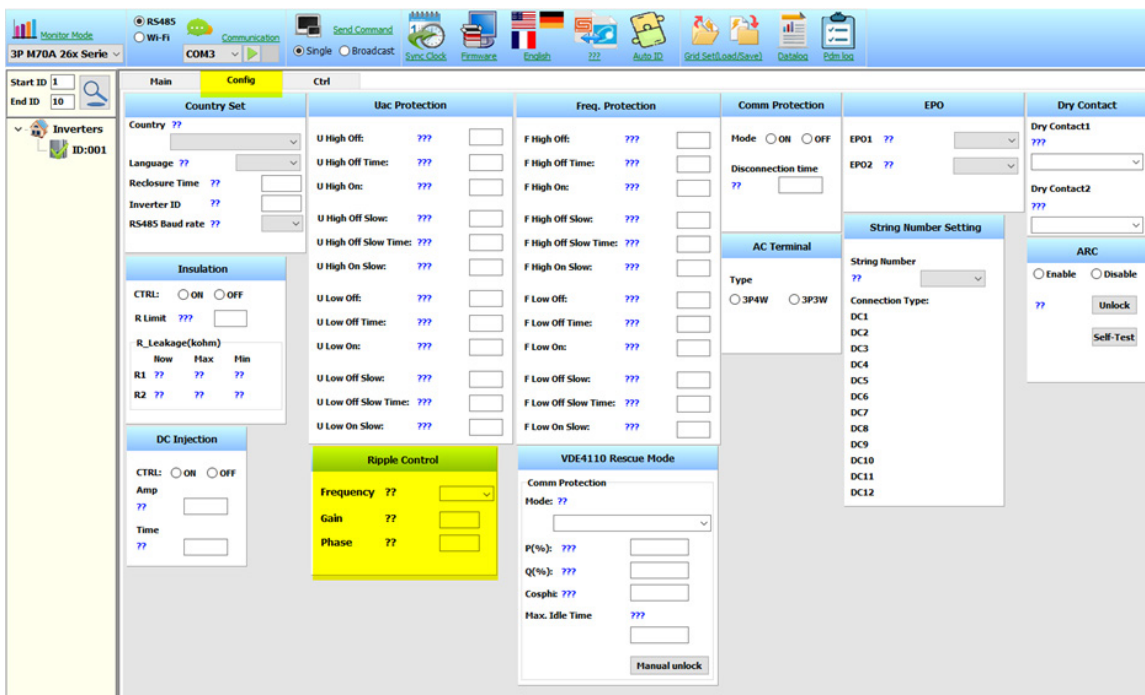 Monitor Mode
3P M70A 26x Serie
RS485
Wi-Fi
Communication
COM3
Send Command
Single
Broadcast
Sync Clock
Firmware
English
???
Auto ID
Grid Set(Load/Save)
Datalog
Pdm log
Start ID 1
End ID 10
Inverters
ID:001
Main
Config
Ctrl
Country Set
Country ??
Language ??
Reclosure Time ??
Inverter ID ??
RS485 Baud rate ??
Insulation
CTRL: ON OFF
R Limit ???
R_Leakage(kohm)
Now Max Min
R1 ?? ?? ??
R2 ?? ?? ??
DC Injection
CTRL: ON OFF
Amp
??
Time
??
Uac Protection
U High Off: ???
U High Off Time: ???
U High On: ???
U High Off Slow: ???
U High Off Slow Time: ???
U High On Slow: ???
U Low Off: ???
U Low Off Time: ???
U Low On: ???
U Low Off Slow: ???
U Low Off Slow Time: ???
U Low On Slow: ???
Ripple Control
Frequency ??
Gain ??
Phase ??
Freq. Protection
F High Off: ???
F High Off Time: ???
F High On: ???
F High Off Slow: ???
F High Off Slow Time: ???
F High On Slow: ???
F Low Off: ???
F Low Off Time: ???
F Low On: ???
F Low Off Slow: ???
F Low Off Slow Time: ???
F Low On Slow: ???
VDE4110 Rescue Mode
Comm Protection
Mode: ??
P(%): ???
Q(%): ???
Cosphi: ???
Max. Idle Time ???
Manual unlock
Comm Protection
Mode ON OFF
Disconnection time
??
AC Terminal
Type
3P4W 3P3W
EPO
EPO1 ??
EPO2 ??
String Number Setting
String Number
??
Connection Type:
DC1
DC2
DC3
DC4
DC5
DC6
DC7
DC8
DC9
DC10
DC11
DC12
Dry Contact
Dry Contact1
???
Dry Contact2
???
ARC
Enable Disable
?? Unlock
Self-Test